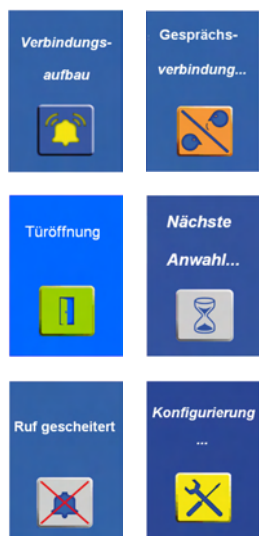 Verbindungs-
aufbau
Gesprächs-
verbindung...
Türöffnung
Nächste
Anwahl...
Ruf gescheitert
Konfigurierung
...